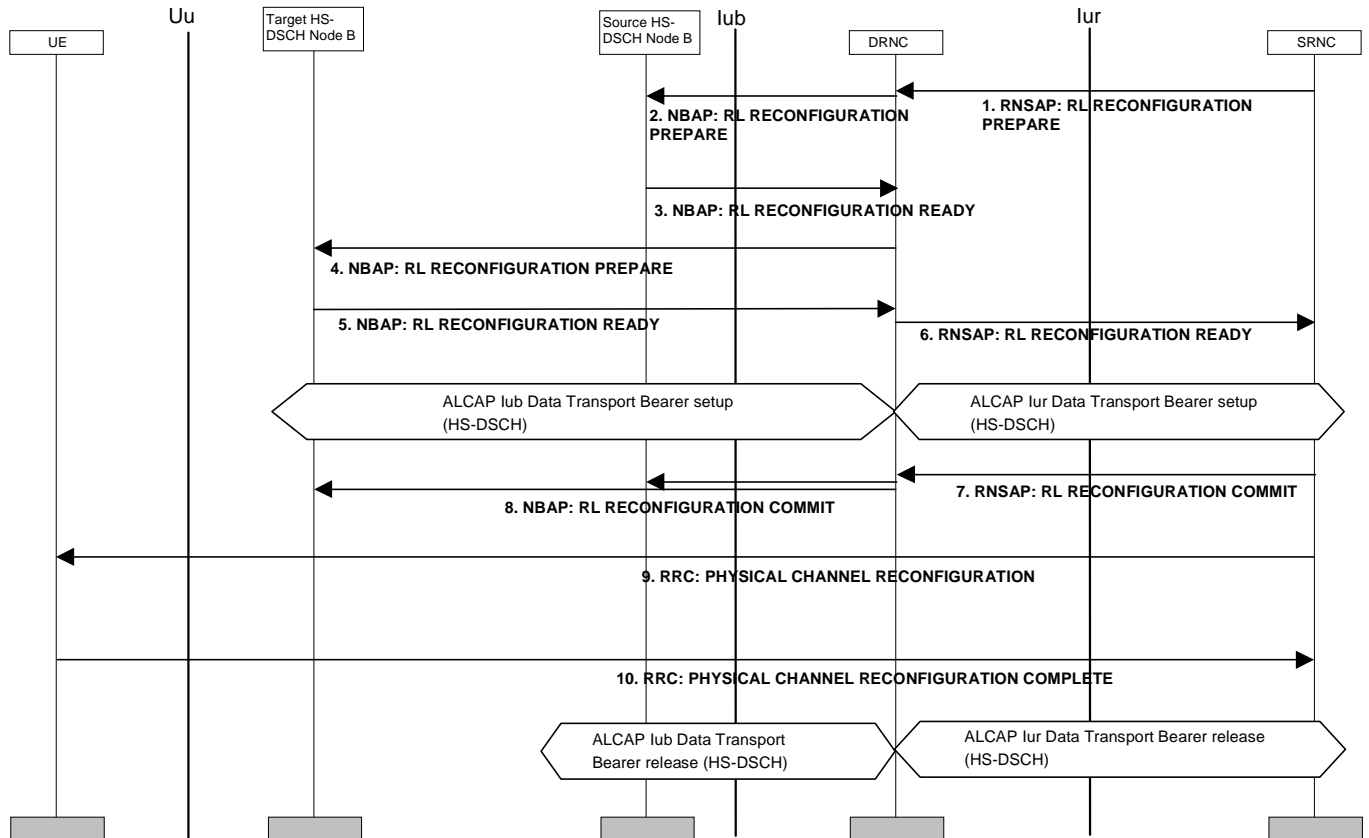 Uu
Target HS-
DSCH Node B
Source HS-
DSCH Node B
Iub
Iur
UE
DRNC
SRNC
1. RNSAP: RL RECONFIGURATION
PREPARE
2. NBAP: RL RECONFIGURATION
PREPARE
3. NBAP: RL RECONFIGURATION READY
4. NBAP: RL RECONFIGURATION PREPARE
5. NBAP: RL RECONFIGURATION READY
6. RNSAP: RL RECONFIGURATION READY
ALCAP Iub Data Transport Bearer setup
(HS-DSCH)
ALCAP Iur Data Transport Bearer setup
(HS-DSCH)
7. RNSAP: RL RECONFIGURATION COMMIT
8. NBAP: RL RECONFIGURATION COMMIT
9. RRC: PHYSICAL CHANNEL RECONFIGURATION
10. RRC: PHYSICAL CHANNEL RECONFIGURATION COMPLETE
ALCAP Iub Data Transport
Bearer release (HS-DSCH)
ALCAP Iur Data Transport Bearer release
(HS-DSCH)